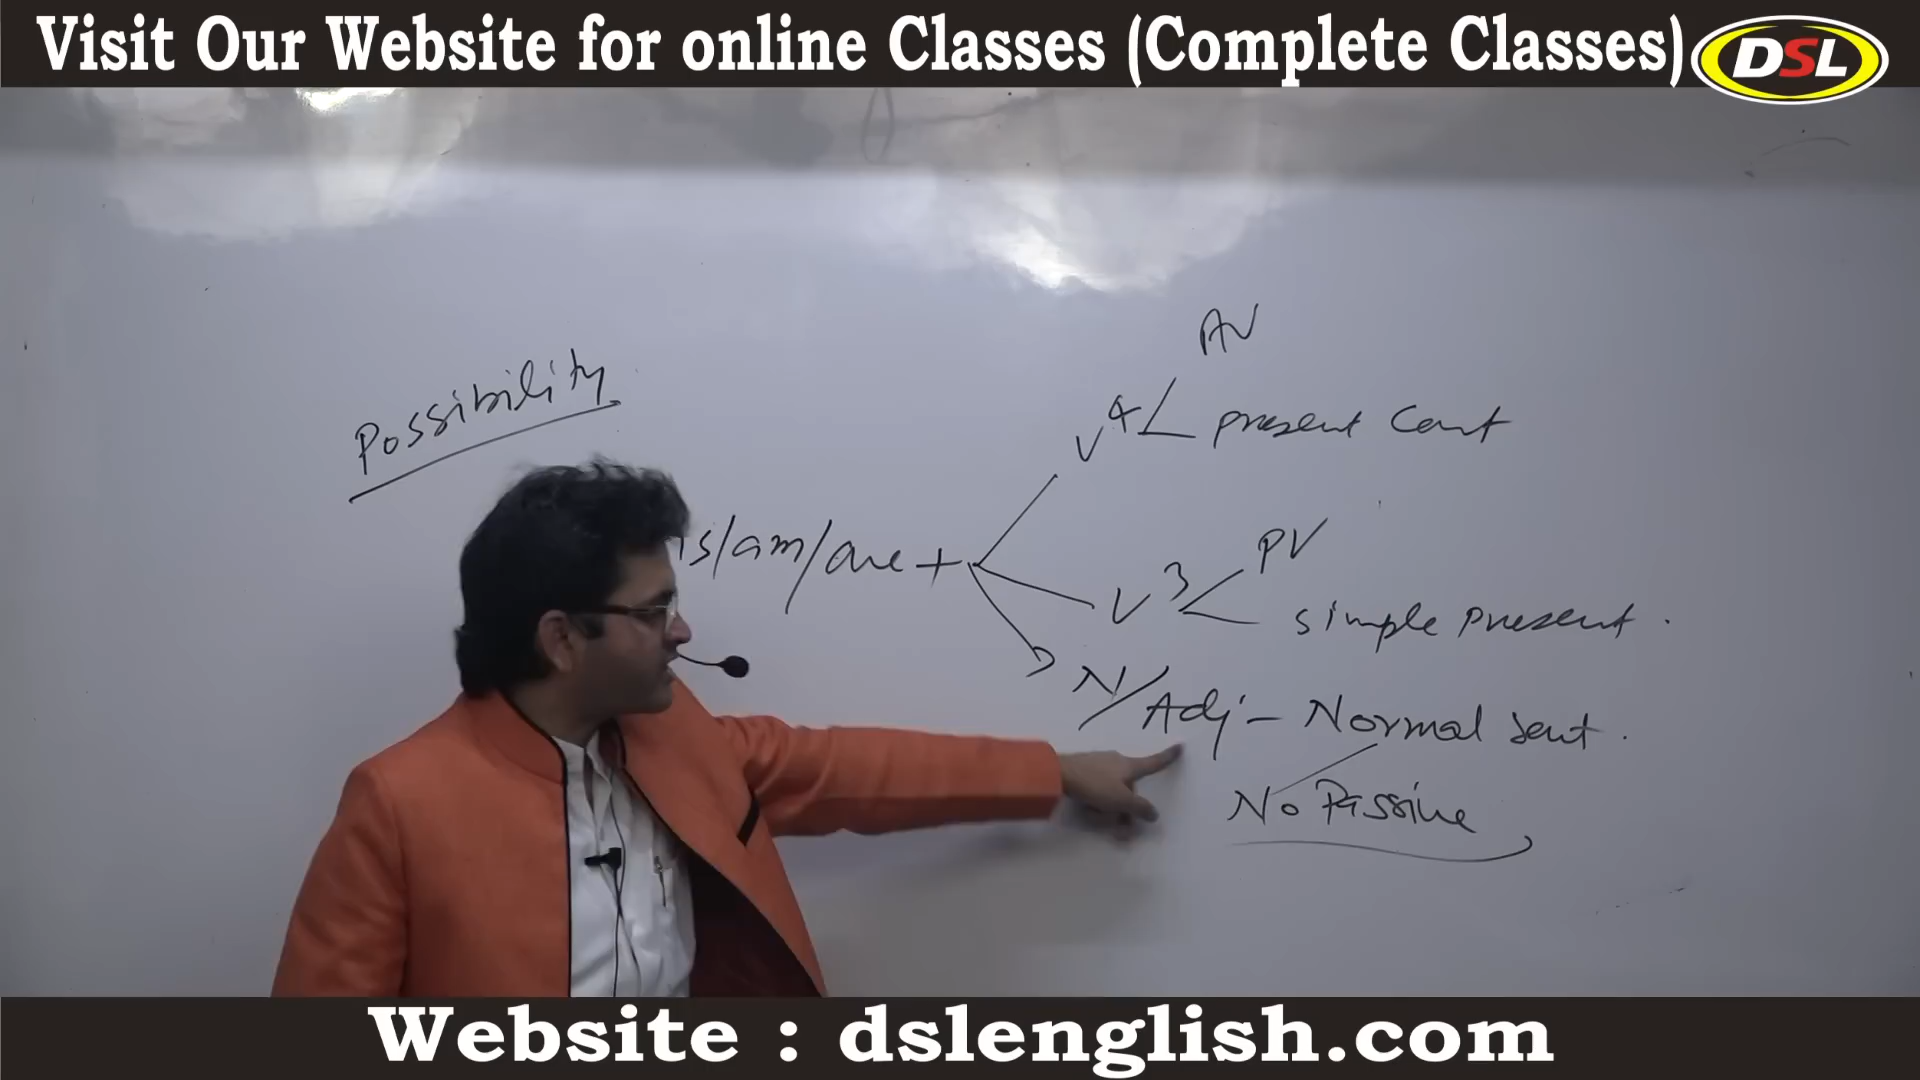 Visit Our Website for online Classes (Complete Classes)
DSL
Possibility
AV
V4 present cont
is/am/are +
PV
V3 simple present.
N/Adj - Normal sent.
No Passive
Website : dslenglish.com